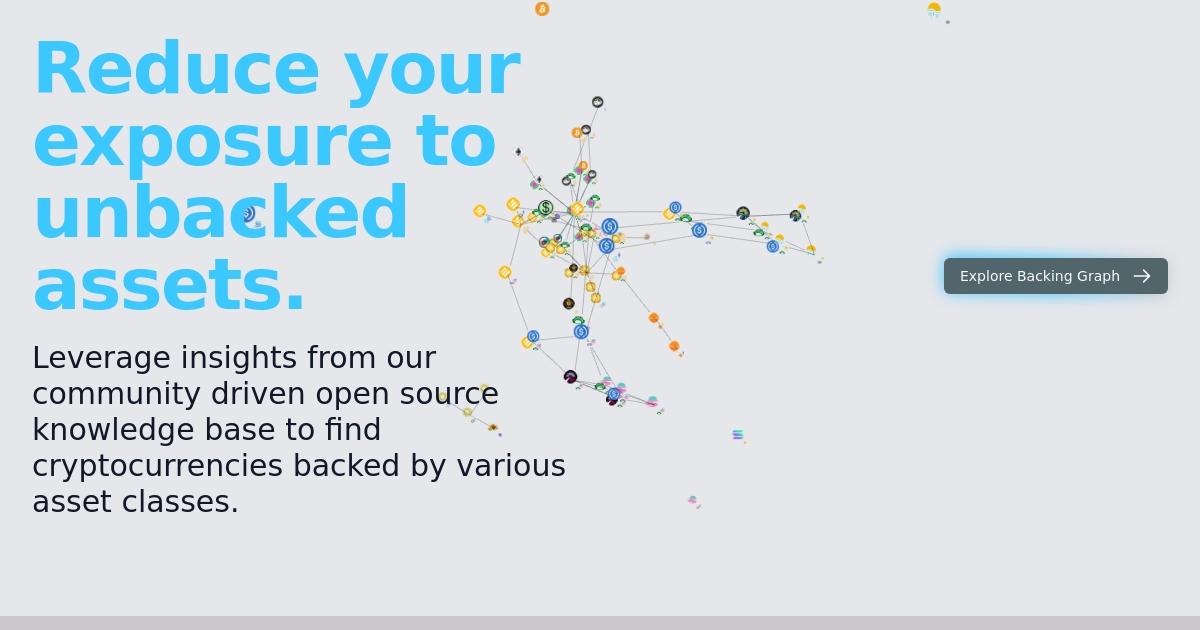 Reduce your
exposure to
unbacked
assets.
Leverage insights from our
community driven open source
knowledge base to find
cryptocurrencies backed by various
asset classes.
Explore Backing Graph